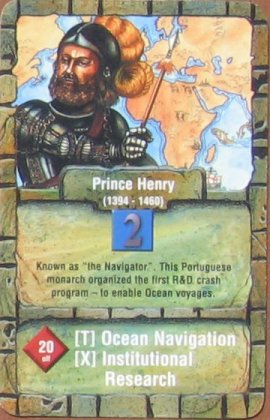 Prince Henry
(1394 - 1460)
2
Known as "the Navigator". This Portuguese
monarch organized the first R&D crash
program – to enable Ocean voyages.
20
off
[T] Ocean Navigation
[X] Institutional
Research